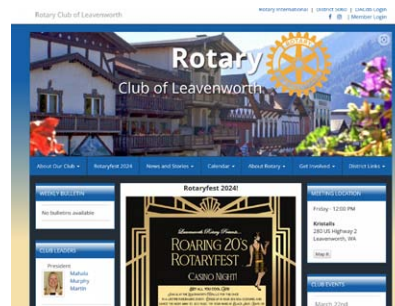 Rotary Club of Leavenworth
Rotary International | District 5060 | DACdb Login
| Member Login
Rotary
Club of Leavenworth
About Our Club
Rotaryfest 2024
News and Stories
Calendar
About Rotary
Get Involved
District Links
WEEKLY BULLETIN
No bulletins available
CLUB LEADERS
President
Murphy
Martin
Rotaryfest 2024!
Leavenworth Rotary Presents...
ROARING 20'S
ROTARYFEST
CASINO NIGHT!
MEETING LOCATION
Friday - 12:00 PM
Kristalls
280 US Highway 2
Leavenworth, WA
Map It
CLUB EVENTS
March 22nd